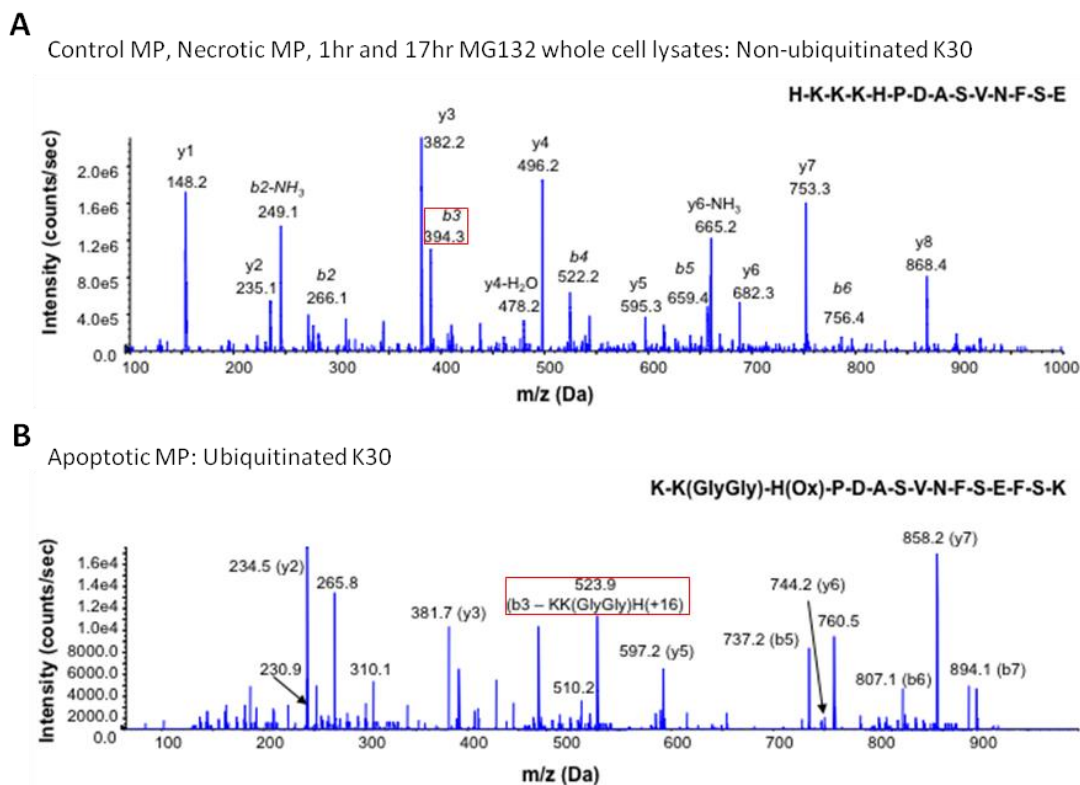 A
Control MP, Necrotic MP, 1hr and 17hr MG132 whole cell lysates: Non-ubiquitinated K30
H-K-K-K-H-P-D-A-S-V-N-F-S-E
Intensity (counts/sec)
2.0e6
1.6e6
1.2e6
8.0e5
4.0e5
0.0
y1
148.2
y2
235.1
b2-NH3
249.1
b2
266.1
y3
382.2
b3
394.3
y4-H2O
478.2
y4
496.2
b4
522.2
y5
595.3
b5
659.4
y6-NH3
665.2
y6
682.3
y7
753.3
b6
756.4
y8
868.4
100 200 300 400 500 600 700 800 900 1000
m/z (Da)
B
Apoptotic MP: Ubiquitinated K30
K-K(GlyGly)-H(Ox)-P-D-A-S-V-N-F-S-E-F-S-K
Intensity (counts/sec)
1.6e4
1.4e4
1.2e4
1.0e4
8000.0
6000.0
4000.0
2000.0
0.0
234.5 (y2)
265.8
230.9
310.1
381.7 (y3)
523.9
(b3 – KK(GlyGly)H(+16)
510.2
597.2 (y5)
737.2 (b5)
744.2 (y6)
760.5
807.1 (b6)
858.2 (y7)
894.1 (b7)
100 200 300 400 500 600 700 800 900
m/z (Da)